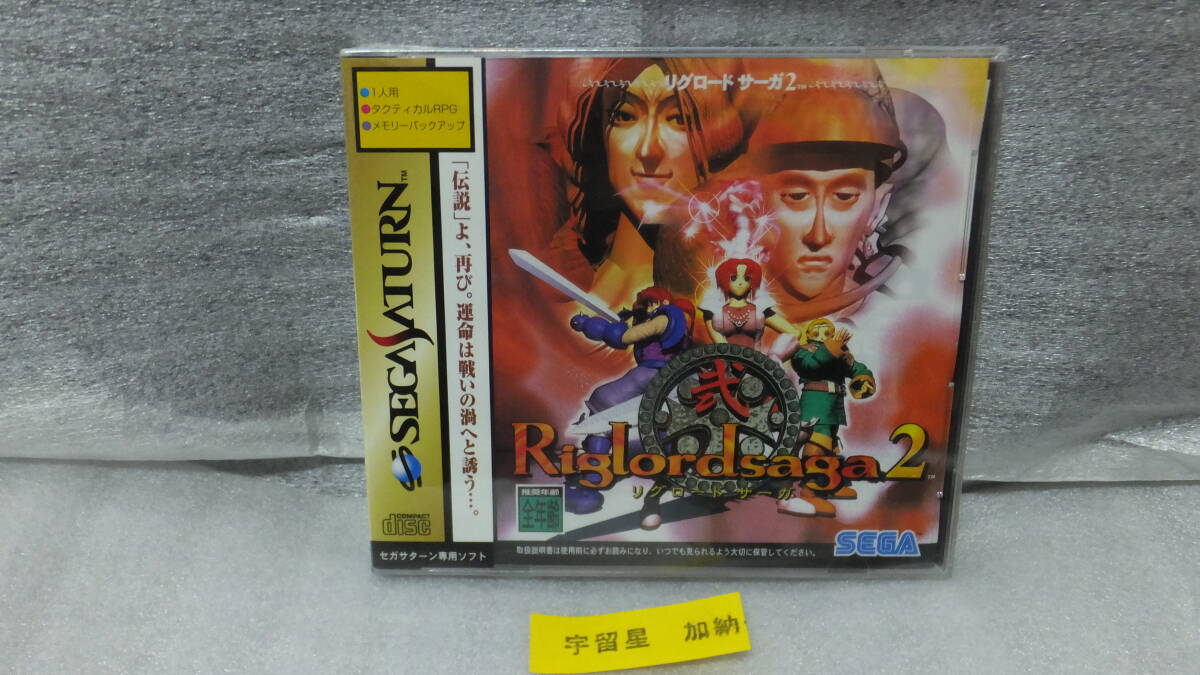 ●1人用
●タクティカルRPG
●メモリーバックアップ
SEGA SATURN™
「伝説」よ、再び。運命は戦いの渦へと誘う…。
COMPACT
disc
セガサターン専用ソフト
リグロード サーガ2™
弐
Riglordsaga2™
リグロード サーガ
推奨年齢
全年齢
取扱説明書は使用前に必ずお読みになり、いつでも見られるよう大切に保管してください。
SEGA
宇留星 加納